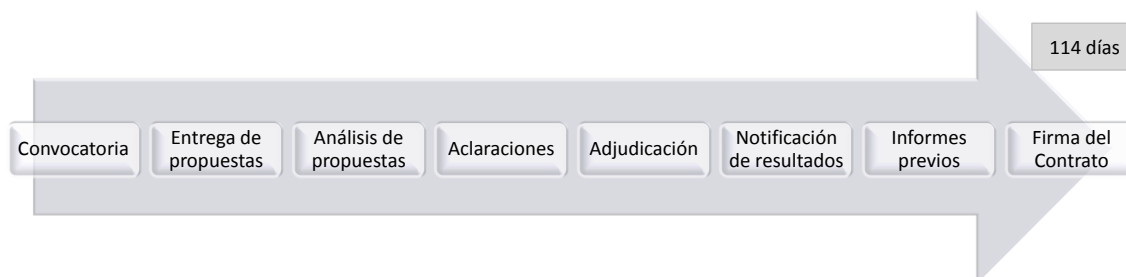 114 días
Convocatoria
Entrega de
propuestas
Análisis de
propuestas
Aclaraciones
Adjudicación
Notificación
de resultados
Informes
previos
Firma del
Contrato